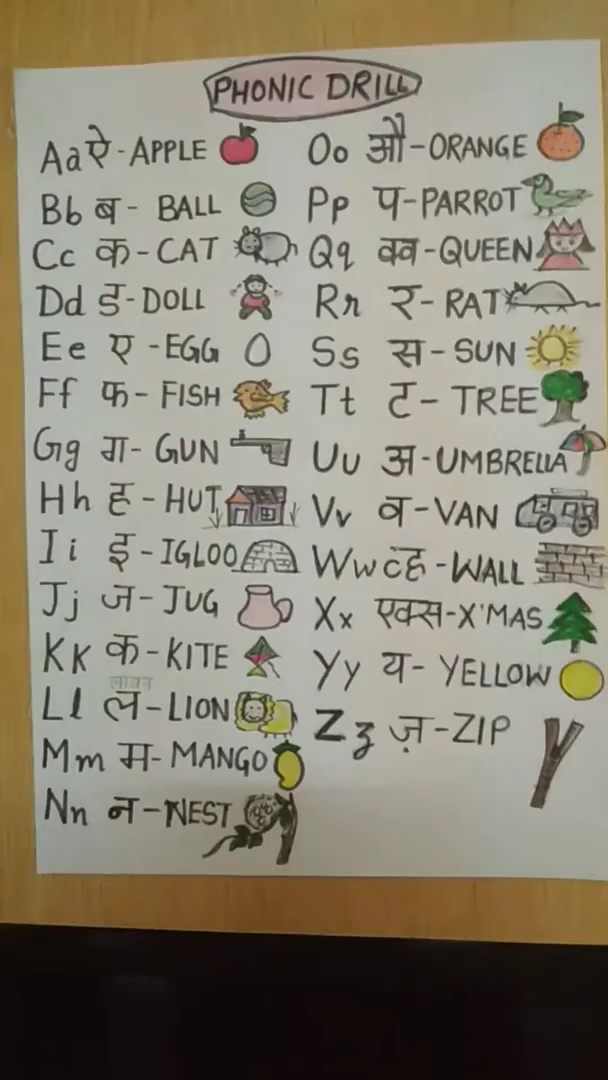 PHONIC DRILL
Aa ऐ - APPLE
Bb ब - BALL
Cc क - CAT
Dd ड - DOLL
Ee ए - EGG
Ff फ - FISH
Gg ग - GUN
Hh ह - HUT
Ii इ - IGLOO
Jj ज - JUG
Kk क - KITE
Ll ल - LION
Mm म - MANGO
Nn न - NEST
Oo औ - ORANGE
Pp प - PARROT
Qq क्व - QUEEN
Rr र - RAT
Ss स - SUN
Tt ट - TREE
Uu अ - UMBRELLA
Vv व - VAN
Ww व्ह - WALL
Xx एक्स - X'MAS
Yy य - YELLOW
Zz ज़ - ZIP